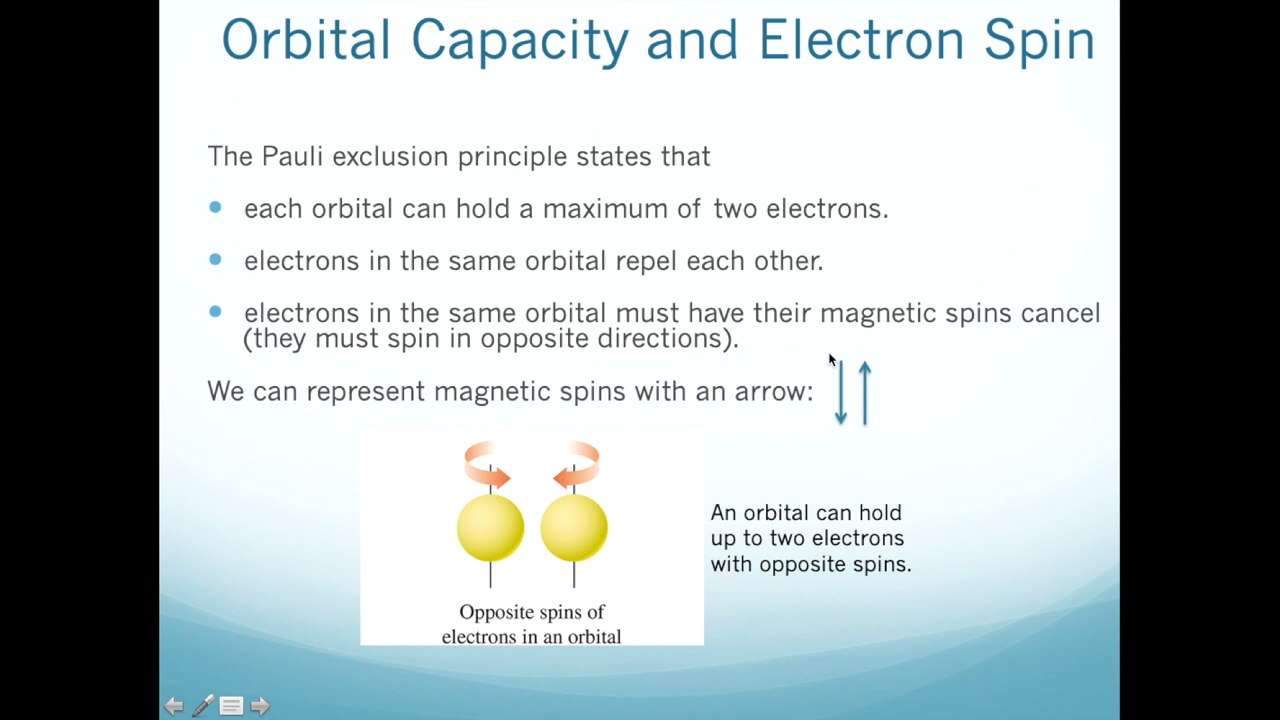 Orbital Capacity and Electron Spin
The Pauli exclusion principle states that
each orbital can hold a maximum of two electrons.
electrons in the same orbital repel each other.
electrons in the same orbital must have their magnetic spins cancel
(they must spin in opposite directions).
We can represent magnetic spins with an arrow:
An orbital can hold
up to two electrons
with opposite spins.
Opposite spins of
electrons in an orbital